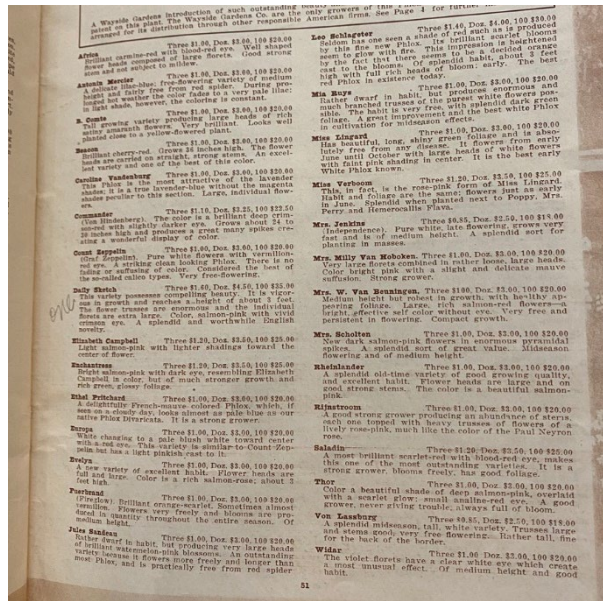 A Wayside Gardens introduction of such outstanding
patent on this plant. The Wayside Gardens Co. are the only growers of this
arranged for its distribution through other responsible American firms. See Page 4 for further
Africa Three $1.00, Doz. $3.00, 100 $20.00
Brilliant carmine-red with blood-red eye. Well shaped
flower heads composed of large florets. Good strong
stem and not subject to mildew.
Antonin Mercier Three $1.00, Doz. $3.00, 100 $20.00
A delicate lilac-blue; free-flowering variety of medium
height and fairly free from red spider. During pro-
longed hot weather the color fades to a very pale lilac;
in light shade, however, the coloring is constant.
B. Comte Three $1.00, Doz. $3.00, 100 $20.00
Tall growing variety producing large heads of rich
satiny amaranth flowers. Very brilliant. Looks well
planted close to a yellow-flowered plant.
Beacon Three $1.00, Doz. $3.00, 100 $20.00
Brilliant cherry-red. Grows 36 inches high. The flower
heads are carried on straight, strong stems. An excel-
lent variety and one of the best of this color.
Caroline Vandenburg Three $1.00, Doz. $3.00, 100 $20.00
This Phlox is the most attractive of the lavender
shades; it is a true lavender-blue without the magenta
shades peculiar to this section. Large, individual flow-
ers.
Commander Three $1.10, Doz. $3.25, 100 $22.50
(Von Hindenberg). The color is a brilliant deep crim-
son-red with slightly darker eye. Grows about 24 to
30 inches high and produces a great many spikes cre-
ating a wonderful display of color.
Count Zeppelin Three $1.00, Doz. $3.00, 100 $20.00
(Graf Zeppelin). Pure white flowers with vermilion-
red eye. A striking clean looking Phlox. There is no
fading or suffusing of color. Considered the best of
the so-called calico types. Very free-flowering.
Daily Sketch Three $1.40, Doz. $4.50, 100 $35.00
This variety possesses compelling beauty. It is vigor-
ous in growth and reaches a height of about 3 feet.
The flower trusses are enormous and the individual
florets are extra large. Color, salmon-pink with vivid
crimson eye. A splendid and worthwhile English
novelty.
Elizabeth Campbell Three $1.20, Doz. $3.50, 100 $25.00
Light salmon-pink with lighter shadings toward the
center of flower.
Enchantress Three $1.20, Doz. $3.50, 100 $25.00
Bright salmon-pink with dark eye, resembling Elizabeth
Campbell in color, but of much stronger growth and
rich green, glossy foliage.
Ethel Pritchard Three $1.00, Doz. $3.00, 100 $20.00
A delightfully French-mauve colored Phlox, which, if
seen on a cloudy day, looks almost as pale blue as our
native Phlox Divaricata. It is a strong grower.
Europa Three $1.00, Doz. $3.00, 100 $20.00
White changing to a pale blush white toward center
with a red eye. This variety is similar to Count Zep-
pelin but has a light pinkish cast to it.
Evelyn Three $1.00, Doz. $3.00, 100 $20.00
A new variety of excellent habit. Flower heads are
full and large. Color is a rich salmon-rose; about 2
feet high.
Fuerbrand Three $1.00, Doz. $3.00, 100 $20.00
(Fireglow). Brilliant orange-scarlet. Sometimes almost
vermilion. Flowers very freely and blooms are pro-
duced in quantity throughout the entire season. Of
medium height.
Jules Sandeau Three $1.00, Doz. $3.00, 100 $20.00
Rather dwarf in habit, but producing very large heads
of brilliant watermelon-pink blossoms. An outstanding
variety because it flowers more freely and longer than
most Phlox, and is practically free from red spider
Leo Schlageter Three $1.40, Doz. $4.00, 100 $30.00
Seldom has one seen a shade of red such as is produced
by this fine new Phlox. Its brilliant scarlet blooms
seem to glow with fire. This impression is heightened
by the fact that there seems to be a decided orange
cast to the blooms. Of splendid habit, about 3 feet
high with full rich heads of bloom; early. The best
red Phlox in existence today.
Mia Ruys Three $1.00, Doz. $3.00, 100 $20.00
Rather dwarf in habit, but produces enormous and
much branched trusses of the purest white flowers pos-
sible. The habit is very free, with splendid dark green
foliage. A great improvement and the best white Phlox
in cultivation for midseason effects.
Miss Lingard Three $1.00, Doz. $3.00, 100 $20.00
Has beautiful, long, shiny green foliage and is abso-
lutely free from any disease. It flowers from early
June until October with large heads of white flowers
with faint pink shading in center. It is the best early
White Phlox known.
Miss Verboom Three $1.20, Doz. $3.50, 100 $25.00
This, in fact, is the rose-pink form of Miss Lingard.
Habit and foliage are the same; flowers just as early
in June. Splendid when planted next to Poppy, Mrs.
Perry and Hemerocallis Flava.
Mrs. Jenkins Three $0.85, Doz. $2.50, 100 $18.00
(Independence). Pure white, late flowering, grows very
fast and is of medium height. A splendid sort for
planting in masses.
Mrs. Milly Van Hoboken. Three $1.00, Doz. $3.00, 100 $20.00
Very large florets combined in rather loose, large heads.
Color bright pink with a slight and delicate mauve
suffusion. Strong grower.
Mrs. W. Van Beuningen. Three $1.00, Doz. $3.00, 100 $20.00
Medium height but robust in growth, with healthy ap-
pearing foliage. Large, rich salmon-red flowers—a
bright effective self color without eye. Very free and
persistent in flowering. Compact growth.
Mrs. Scholten Three $1.00, Doz. $3.00, 100 $20.00
New dark salmon-pink flowers in enormous pyramidal
spikes. A splendid sort of great value. Midseason
flowering and of medium height.
Rheinlander Three $1.00, Doz. $3.00, 100 $20.00
A splendid old-time variety of good growing quality,
and excellent habit. Flower heads are large and on
good strong stems. The color is a beautiful salmon-
pink.
Rijnstroom Three $1.00, Doz. $3.00, 100 $20.00
A good strong grower producing an abundance of stems,
each one topped with heavy trusses of flowers of a
lively rose-pink, much like the color of the Paul Neyron
rose.
Saladin Three $1.20, Doz. $3.50, 100 $25.00
A most brilliant scarlet-red with blood-red eye, makes
this one of the most outstanding varieties. It is a
strong grower, blooms freely, has good foliage.
Thor Three $1.00, Doz. $3.00, 100 $20.00
Color a beautiful shade of deep salmon-pink, overlaid
with a scarlet glow; small analine-red eye. A good
grower, never giving trouble; always full of bloom.
Von Lassburg Three $0.85, Doz. $2.50, 100 $18.00
A splendid midseason, tall, white variety. Trusses large
and stems good; very free flowering. Rather tall, fine
for the back of the border.
Widar Three $1.00, Doz. $3.00, 100 $20.00
The violet florets have a clear white eye which create
a most unusual effect. Of medium height and good
habit.
51